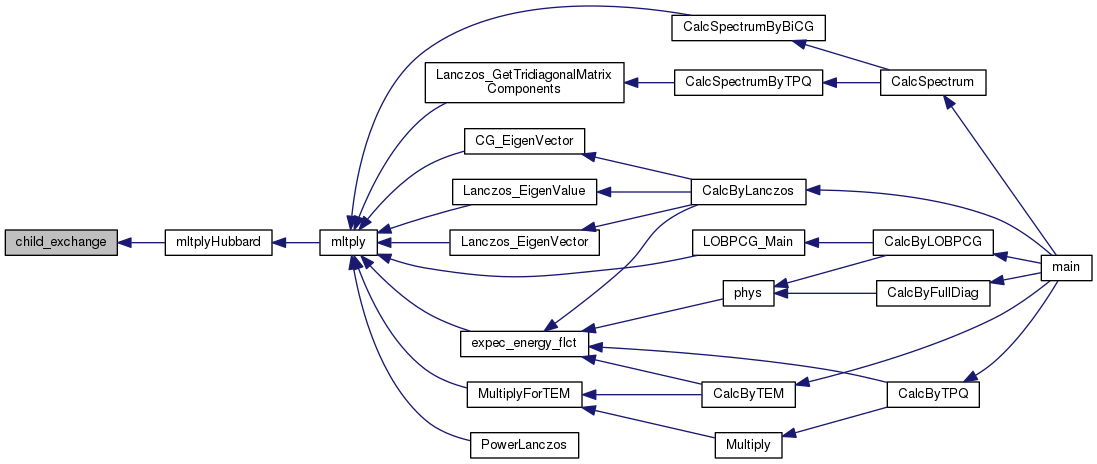 CalcSpectrumByBiCG
Lanczos_GetTridiagonalMatrix
Components
CalcSpectrumByTPQ
CalcSpectrum
CG_EigenVector
Lanczos_EigenValue
CalcByLanczos
child_exchange
mltplyHubbard
mltply
Lanczos_EigenVector
LOBPCG_Main
CalcByLOBPCG
main
phys
CalcByFullDiag
expec_energy_flct
MultiplyForTEM
CalcByTEM
CalcByTPQ
PowerLanczos
Multiply